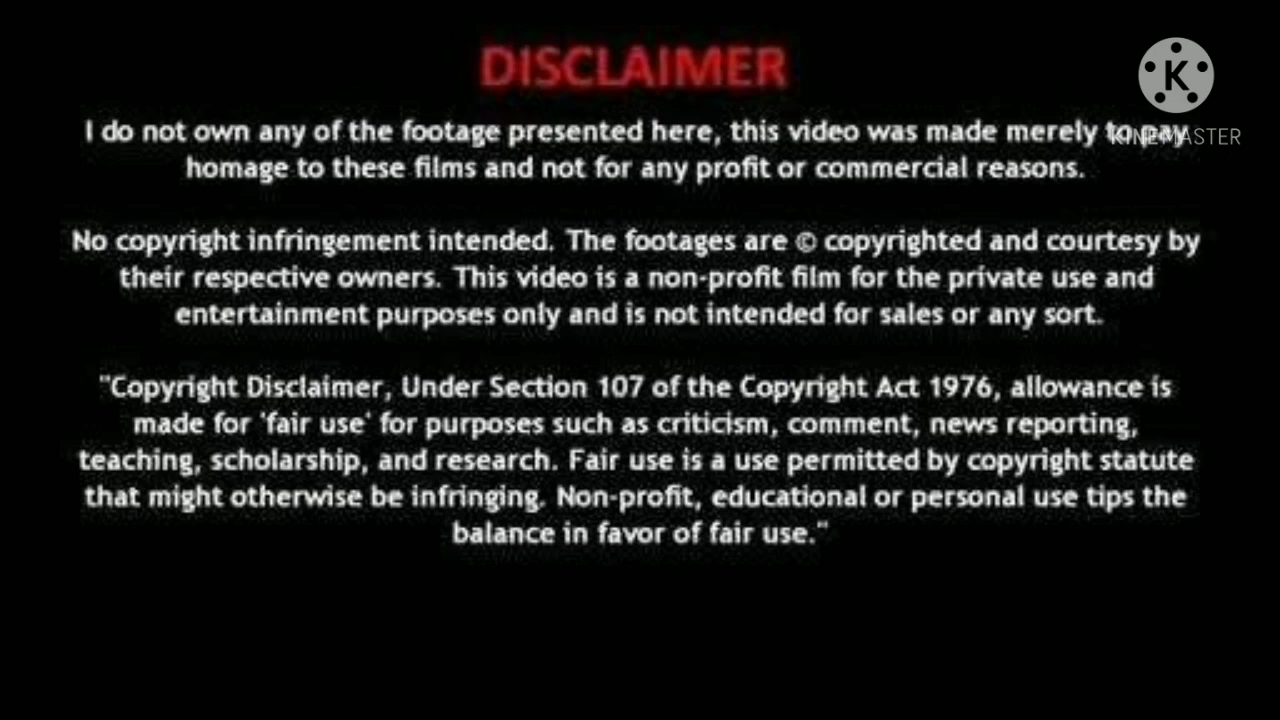 DISCLAIMER
I do not own any of the footage presented here, this video was made merely to
homage to these films and not for any profit or commercial reasons.
No copyright infringement intended. The footages are © copyrighted and courtesy by
their respective owners. This video is a non-profit film for the private use and
entertainment purposes only and is not intended for sales or any sort.
"Copyright Disclaimer, Under Section 107 of the Copyright Act 1976, allowance is
made for 'fair use' for purposes such as criticism, comment, news reporting,
teaching, scholarship, and research. Fair use is a use permitted by copyright statute
that might otherwise be infringing. Non-profit, educational or personal use tips the
balance in favor of fair use."
K
KINEMASTER